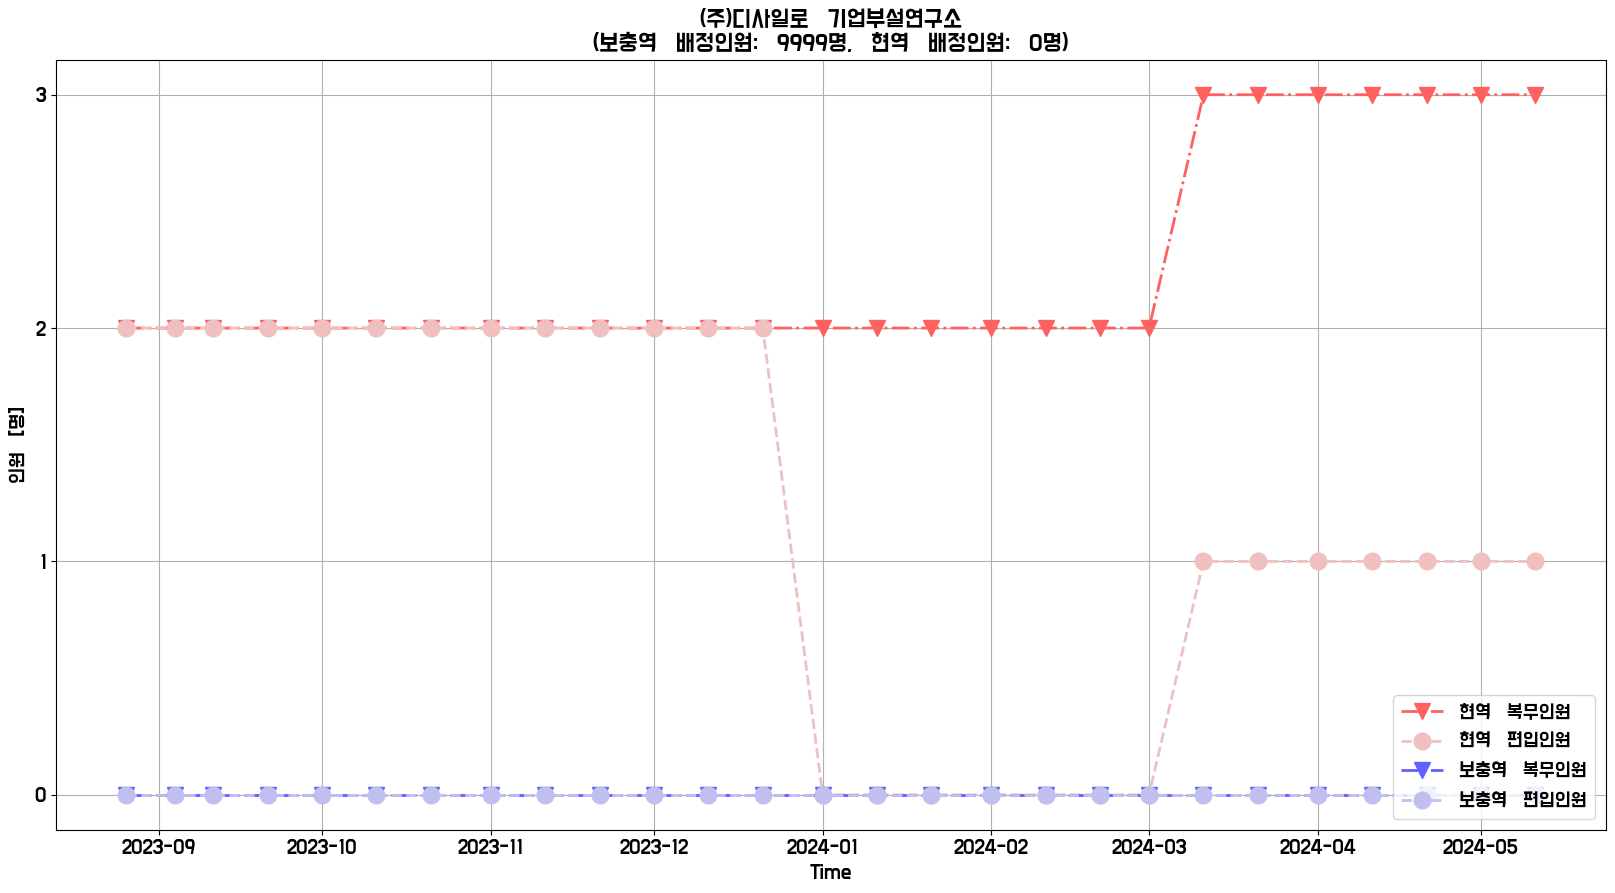 (주)디사일로 기업부설연구소
(보충역 배정인원: 9999명, 현역 배정인원: 0명)
3
2
1
0
인원 [명]
현역 복무인원
현역 편입인원
보충역 복무인원
보충역 편입인원
2023-09 2023-10 2023-11 2023-12 2024-01 2024-02 2024-03 2024-04 2024-05
Time